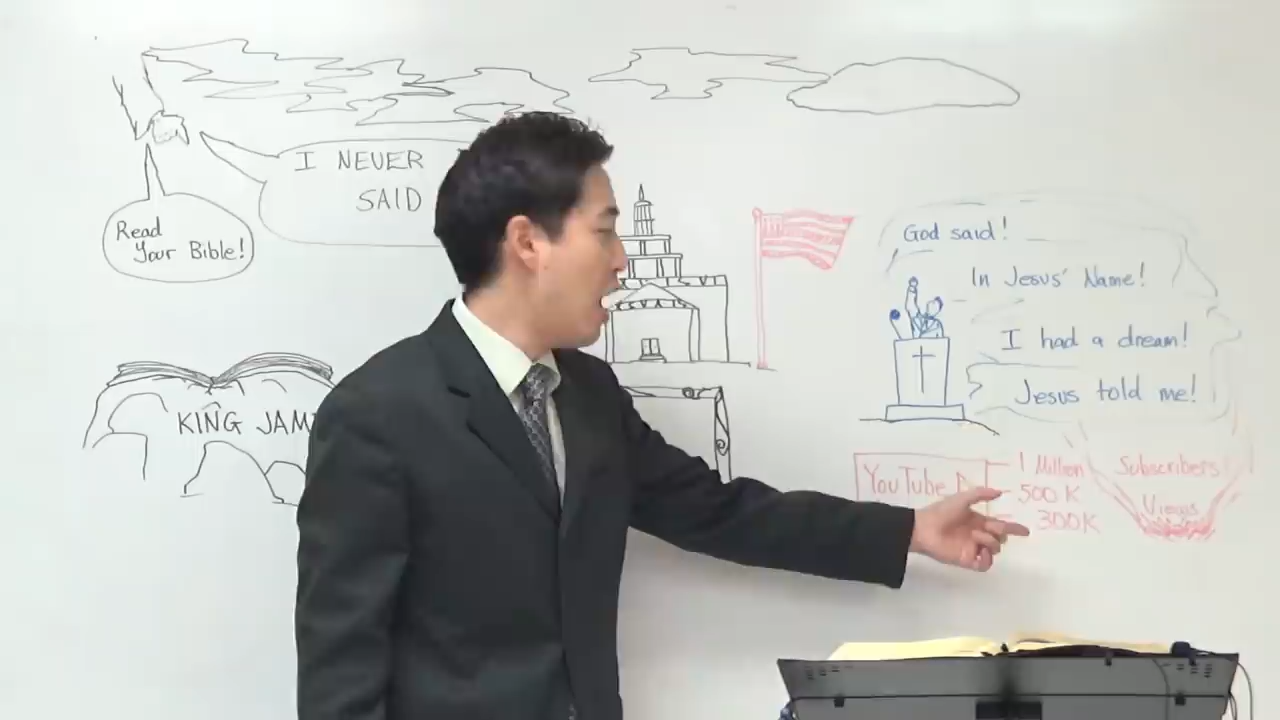 I NEVER
SAID
Read
Your Bible!
KING JAM
God said!
In Jesus' Name!
I had a dream!
Jesus told me!
YouTube
1 Million
500K
300K
Subscribers
Views